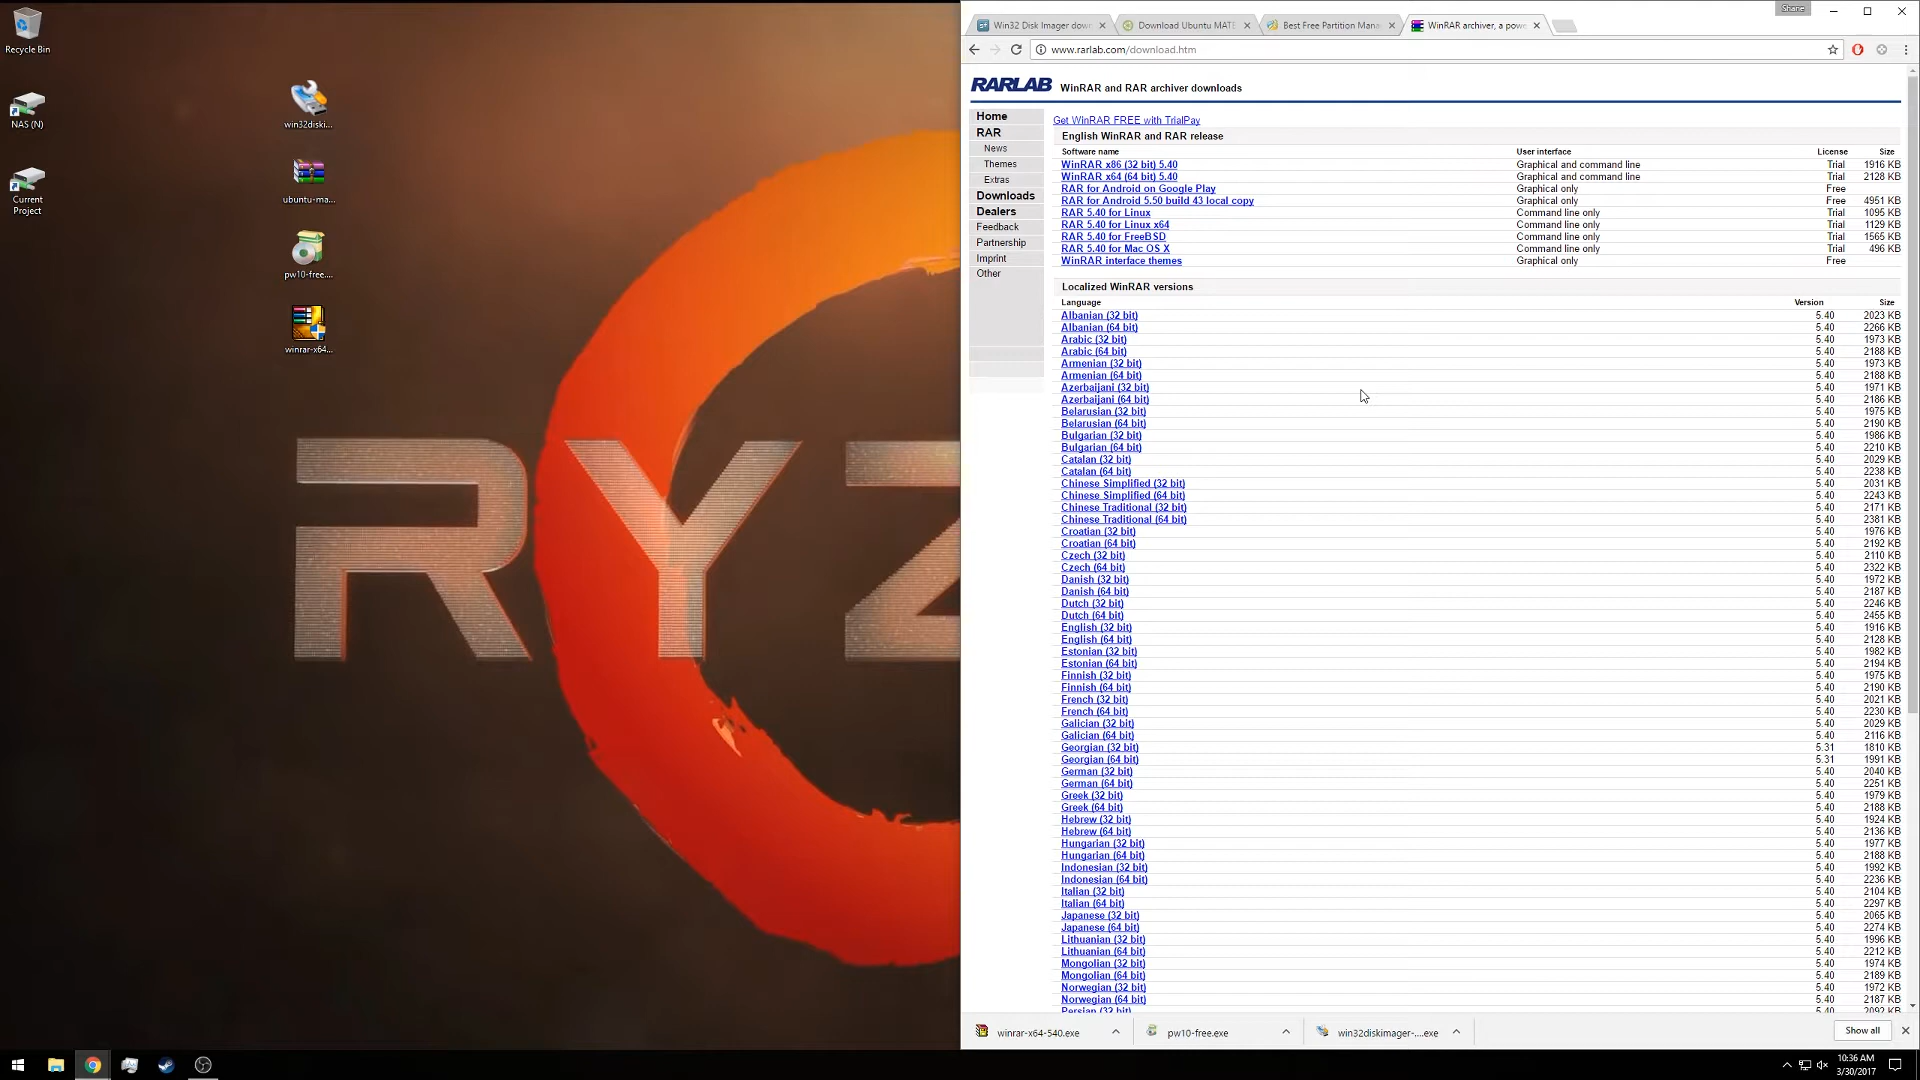 Recycle Bin
NAS (N)
Current
Project
win32diski...
ubuntu-ma...
pw10-free....
winrar-x64...
RYZ
Shane
Win32 Disk Imager down
Download Ubuntu MATE
Best Free Partition Mana
WinRAR archiver, a pow
www.rarlab.com/download.htm
RARLAB WinRAR and RAR archiver downloads
Home
RAR
News
Themes
Extras
Downloads
Dealers
Feedback
Partnership
Imprint
Other
Get WinRAR FREE with TrialPay
English WinRAR and RAR release
Software name User interface License Size
WinRAR x86 (32 bit) 5.40 Graphical and command line Trial 1916 KB
WinRAR x64 (64 bit) 5.40 Graphical and command line Trial 2128 KB
RAR for Android on Google Play Graphical only Free
RAR for Android 5.50 build 43 local copy Graphical only Free 4951 KB
RAR 5.40 for Linux Command line only Trial 1095 KB
RAR 5.40 for Linux x64 Command line only Trial 1129 KB
RAR 5.40 for FreeBSD Command line only Trial 1565 KB
RAR 5.40 for Mac OS X Command line only Trial 496 KB
WinRAR interface themes Graphical only Free
Localized WinRAR versions
Language Version Size
Albanian (32 bit) 5.40 2023 KB
Albanian (64 bit) 5.40 2266 KB
Arabic (32 bit) 5.40 1973 KB
Arabic (64 bit) 5.40 2188 KB
Armenian (32 bit) 5.40 1973 KB
Armenian (64 bit) 5.40 2188 KB
Azerbaijani (32 bit) 5.40 1971 KB
Azerbaijani (64 bit) 5.40 2186 KB
Belarusian (32 bit) 5.40 1975 KB
Belarusian (64 bit) 5.40 2190 KB
Bulgarian (32 bit) 5.40 1986 KB
Bulgarian (64 bit) 5.40 2210 KB
Catalan (32 bit) 5.40 2029 KB
Catalan (64 bit) 5.40 2238 KB
Chinese Simplified (32 bit) 5.40 2031 KB
Chinese Simplified (64 bit) 5.40 2243 KB
Chinese Traditional (32 bit) 5.40 2171 KB
Chinese Traditional (64 bit) 5.40 2381 KB
Croatian (32 bit) 5.40 1976 KB
Croatian (64 bit) 5.40 2192 KB
Czech (32 bit) 5.40 2110 KB
Czech (64 bit) 5.40 2322 KB
Danish (32 bit) 5.40 1972 KB
Danish (64 bit) 5.40 2187 KB
Dutch (32 bit) 5.40 2246 KB
Dutch (64 bit) 5.40 2455 KB
English (32 bit) 5.40 1916 KB
English (64 bit) 5.40 2128 KB
Estonian (32 bit) 5.40 1982 KB
Estonian (64 bit) 5.40 2194 KB
Finnish (32 bit) 5.40 1975 KB
Finnish (64 bit) 5.40 2190 KB
French (32 bit) 5.40 2021 KB
French (64 bit) 5.40 2230 KB
Galician (32 bit) 5.40 2029 KB
Galician (64 bit) 5.40 2116 KB
Georgian (32 bit) 5.31 1810 KB
Georgian (64 bit) 5.31 1991 KB
German (32 bit) 5.40 2040 KB
German (64 bit) 5.40 2251 KB
Greek (32 bit) 5.40 1979 KB
Greek (64 bit) 5.40 2188 KB
Hebrew (32 bit) 5.40 1924 KB
Hebrew (64 bit) 5.40 2136 KB
Hungarian (32 bit) 5.40 1977 KB
Hungarian (64 bit) 5.40 2188 KB
Indonesian (32 bit) 5.40 1992 KB
Indonesian (64 bit) 5.40 2236 KB
Italian (32 bit) 5.40 2104 KB
Italian (64 bit) 5.40 2297 KB
Japanese (32 bit) 5.40 2065 KB
Japanese (64 bit) 5.40 2274 KB
Lithuanian (32 bit) 5.40 1996 KB
Lithuanian (64 bit) 5.40 2212 KB
Mongolian (32 bit) 5.40 1974 KB
Mongolian (64 bit) 5.40 2189 KB
Norwegian (32 bit) 5.40 1972 KB
Norwegian (64 bit) 5.40 2187 KB
Persian (32 bit) 5.40 2092 KB
winrar-x64-540.exe
pw10-free.exe
win32diskimager-....exe
Show all
10:36 AM
3/30/2017